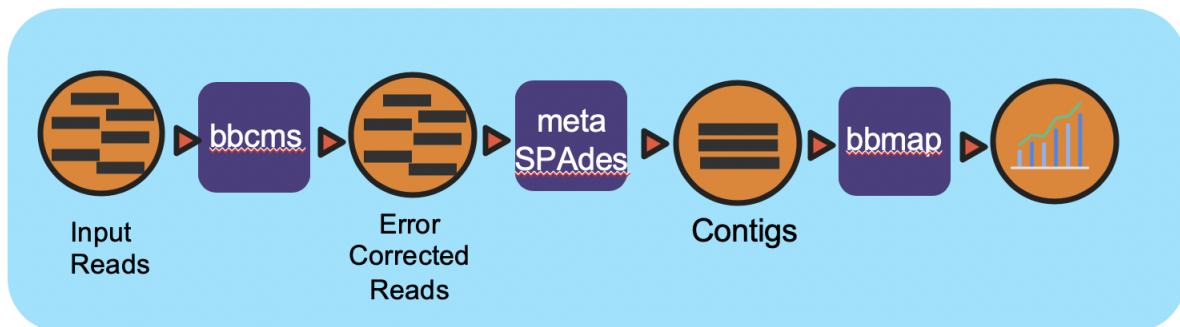 bbcms
meta
SPAdes
bbmap
Input
Reads
Error
Corrected
Reads
Contigs